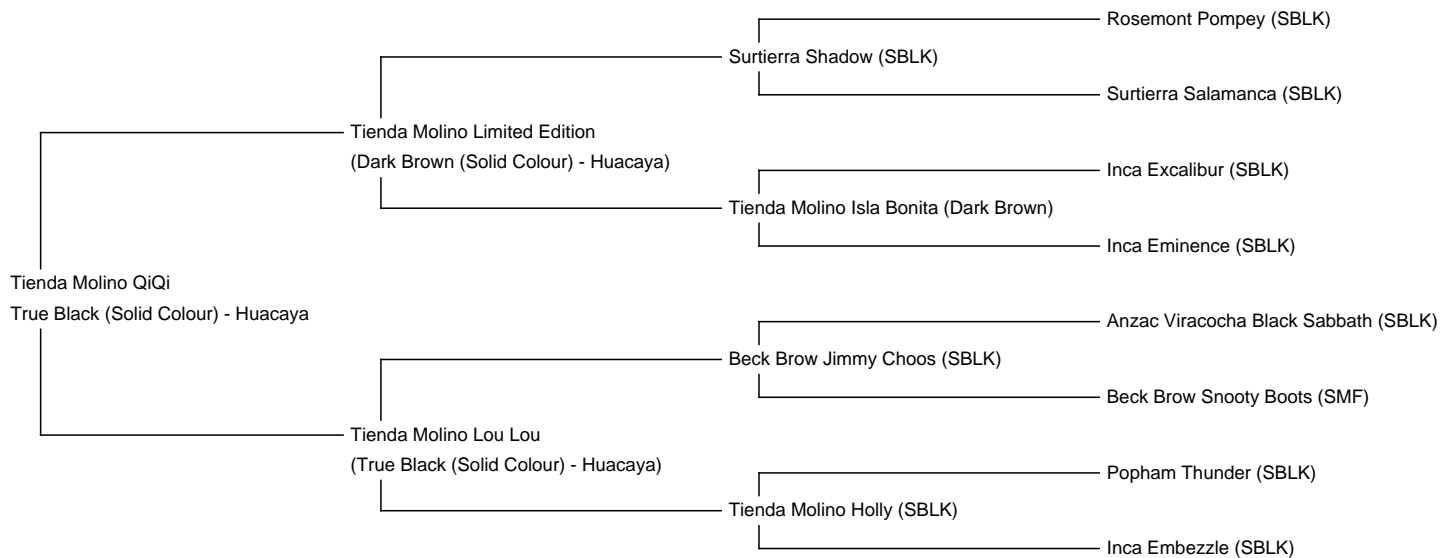 Rosemont Pompey (SBLK)
Surtierra Shadow (SBLK)
Surtierra Salamanca (SBLK)
Tienda Molino Limited Edition
(Dark Brown (Solid Colour) - Huacaya)
Inca Excalibur (SBLK)
Tienda Molino Isla Bonita (Dark Brown)
Inca Eminence (SBLK)
Tienda Molino QiQi
True Black (Solid Colour) - Huacaya
Anzac Viracocha Black Sabbath (SBLK)
Beck Brow Jimmy Choos (SBLK)
Beck Brow Snooty Boots (SMF)
Tienda Molino Lou Lou
(True Black (Solid Colour) - Huacaya)
Popham Thunder (SBLK)
Tienda Molino Holly (SBLK)
Inca Embezzle (SBLK)